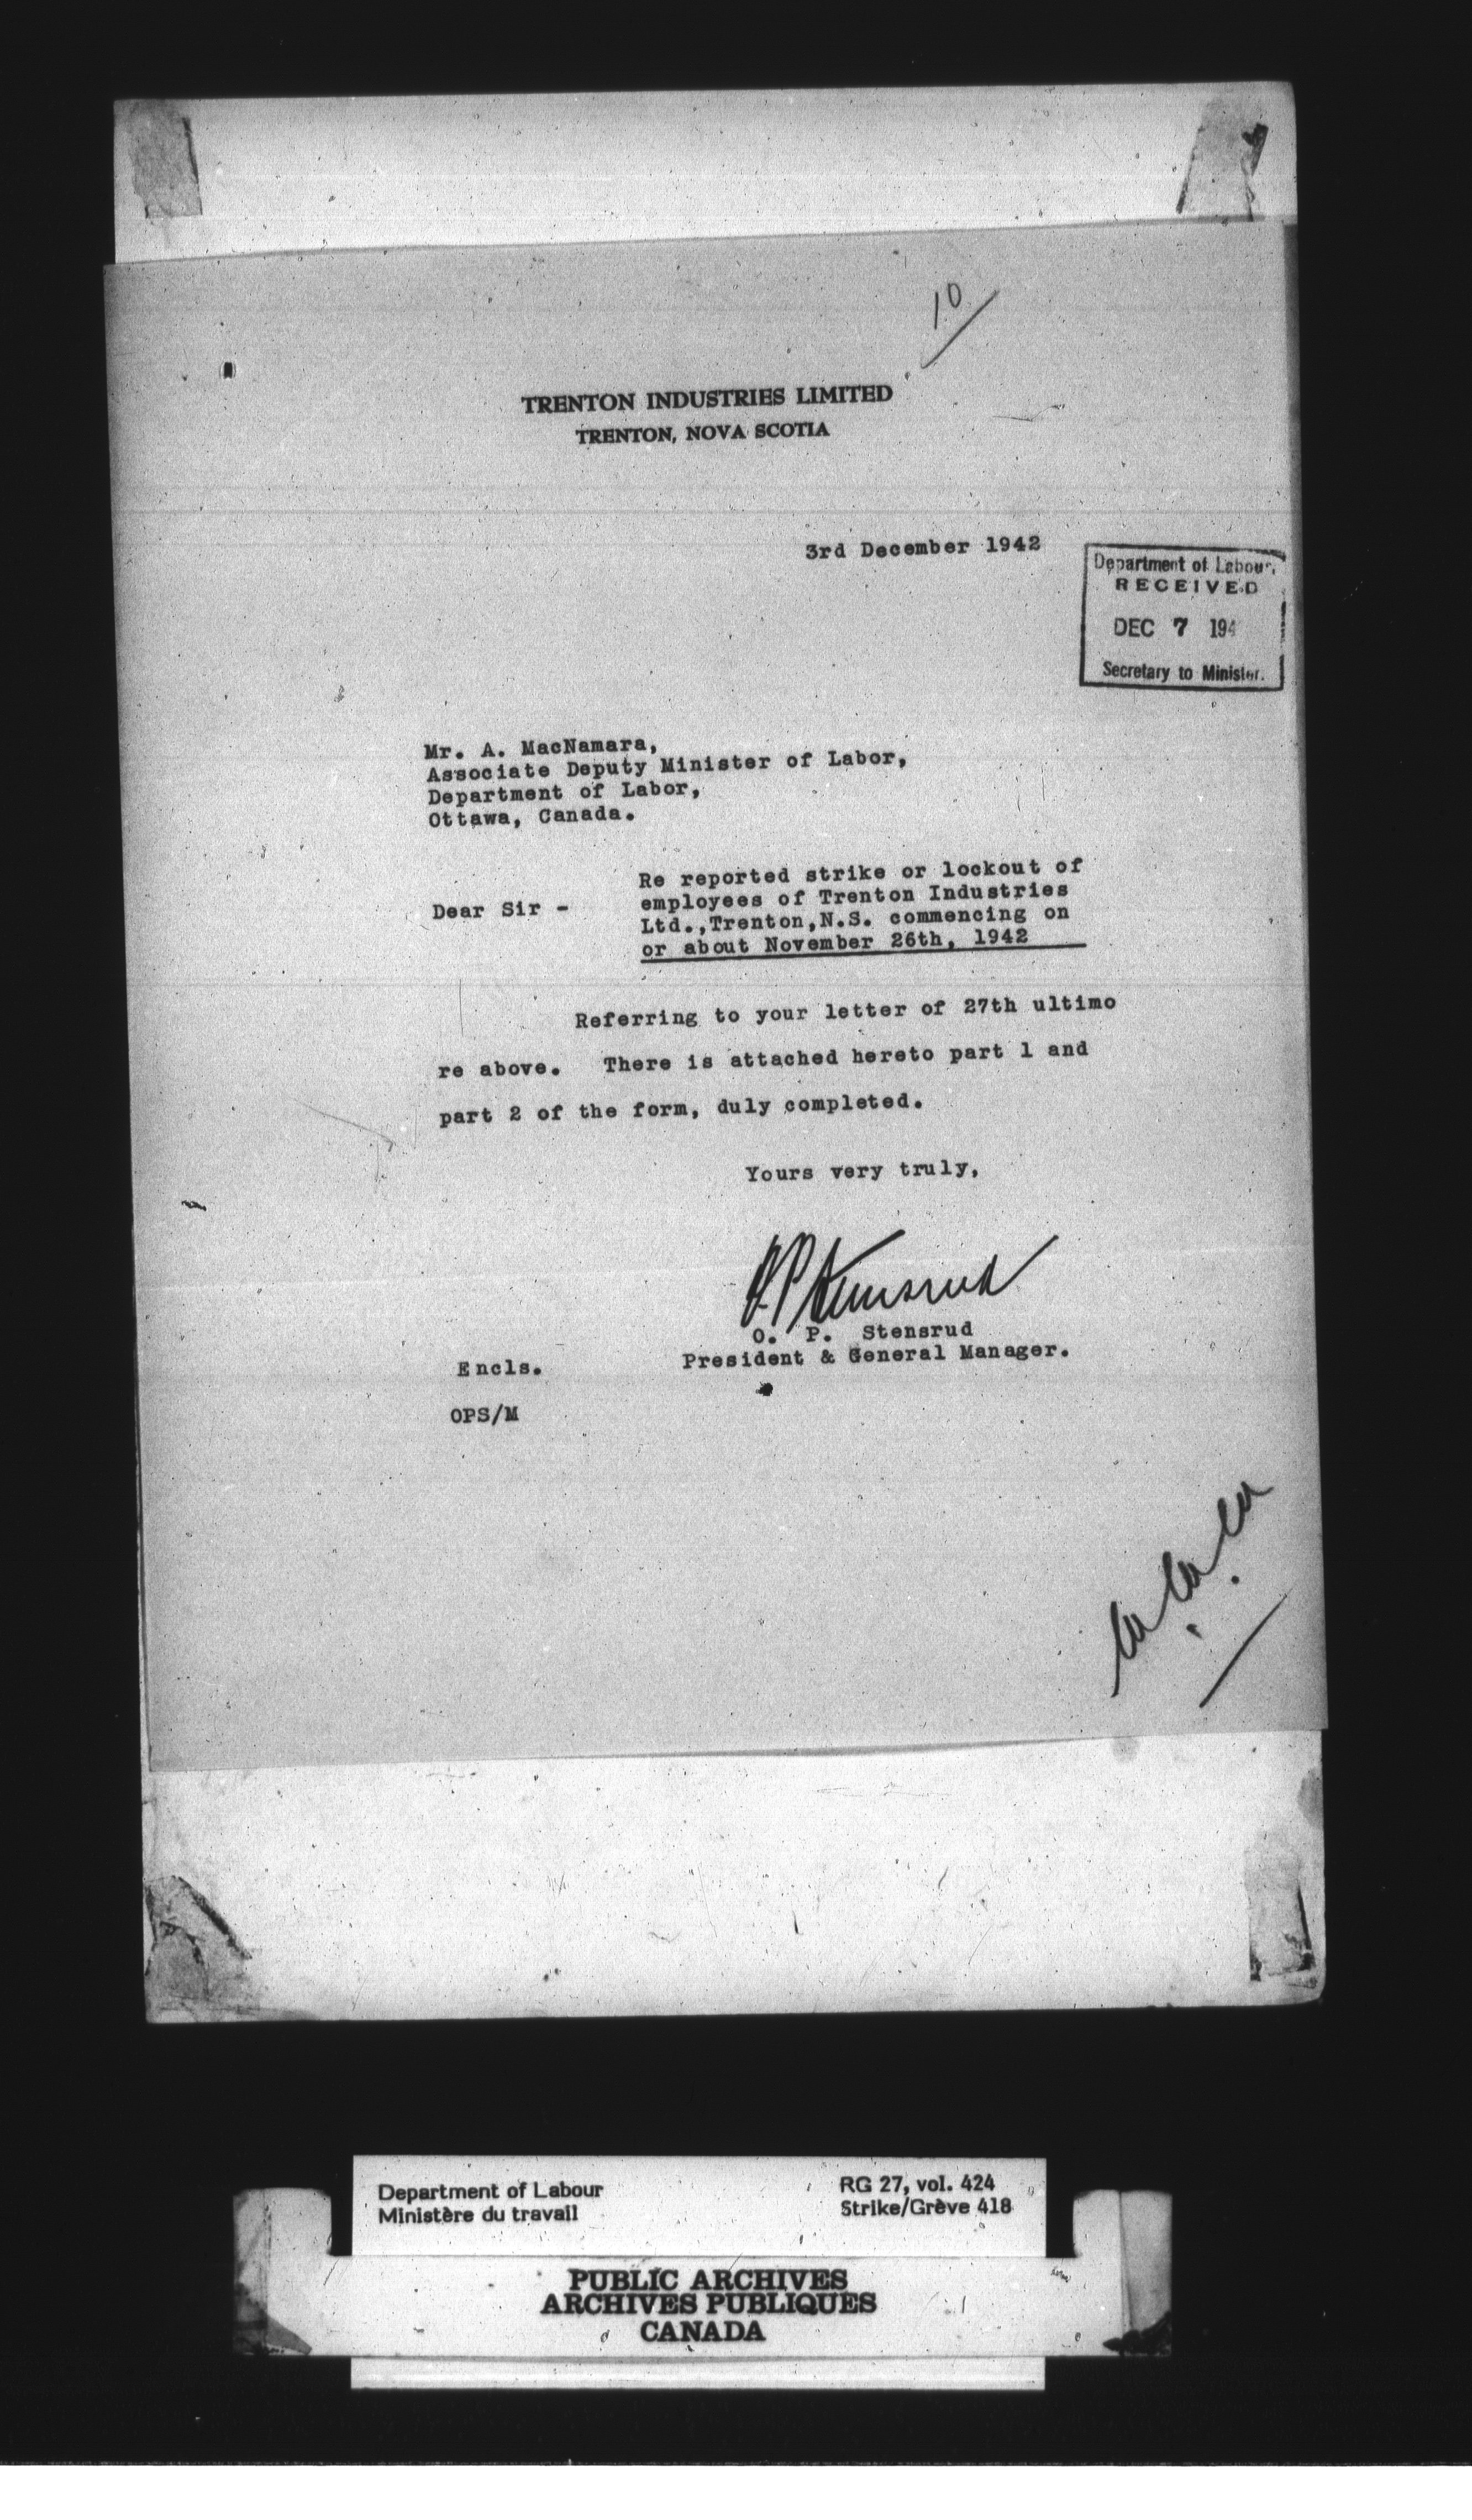 10
TRENTON INDUSTRIES LIMITED
TRENTON, NOVA SCOTIA
3rd December 1942
Department of Labour,
RECEIVED
DEC 7 194
Secretary to Minister.
Mr. A. MacNamara,
Associate Deputy Minister of Labor,
Department of Labor,
Ottawa, Canada.
Dear Sir -
Re reported strike or lockout of
employees of Trenton Industries
Ltd.,Trenton,N.S. commencing on
or about November 26th, 1942
Referring to your letter of 27th ultimo
re above. There is attached hereto part 1 and
part 2 of the form, duly completed.
Yours very truly,
O P Stensrud
O. P. Stensrud
President & General Manager.
Encls.
OPS/M
Department of Labour
Ministère du travail
RG 27, vol. 424
Strike/Grève 418
PUBLIC ARCHIVES
ARCHIVES PUBLIQUES
CANADA